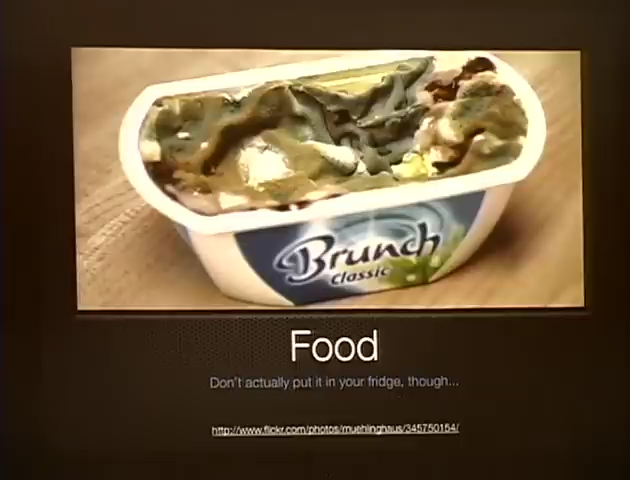 Brunch
Classic
Food
Don't actually put it in your fridge, though...
http://www.flickr.com/photos/muehlinghaus/345750154/